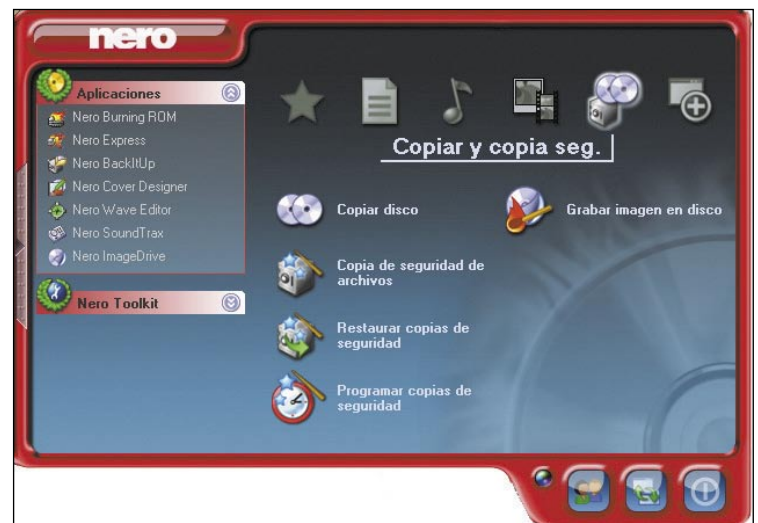 nero
Aplicaciones
Nero Burning ROM
Nero Express
Nero BackItUp
Nero Cover Designer
Nero Wave Editor
Nero SoundTrax
Nero ImageDrive
Nero Toolkit
Copiar y copia seg.
Copiar disco
Grabar imagen en disco
Copia de seguridad de
archivos
Restaurar copias de
seguridad
Programar copias de
seguridad